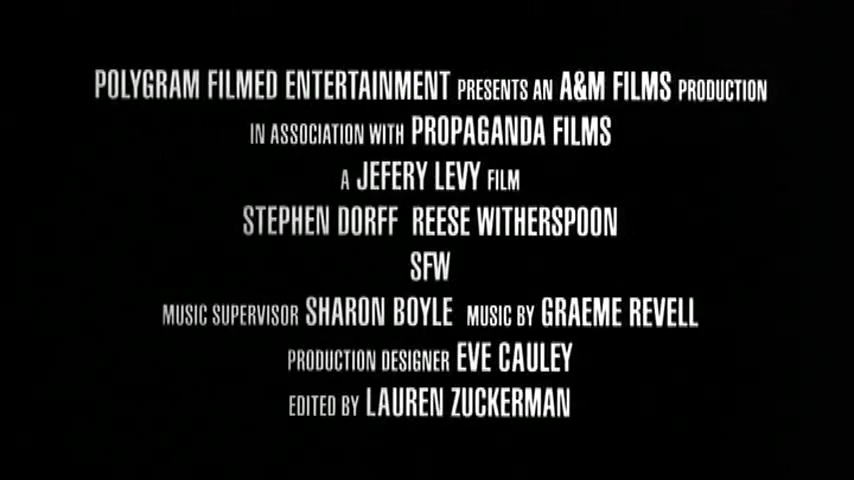 POLYGRAM FILMED ENTERTAINMENT PRESENTS AN A&M FILMS PRODUCTION
IN ASSOCIATION WITH PROPAGANDA FILMS
A JEFERY LEVY FILM
STEPHEN DORFF REESE WITHERSPOON
SFW
MUSIC SUPERVISOR SHARON BOYLE MUSIC BY GRAEME REVELL
PRODUCTION DESIGNER EVE CAULEY
EDITED BY LAUREN ZUCKERMAN